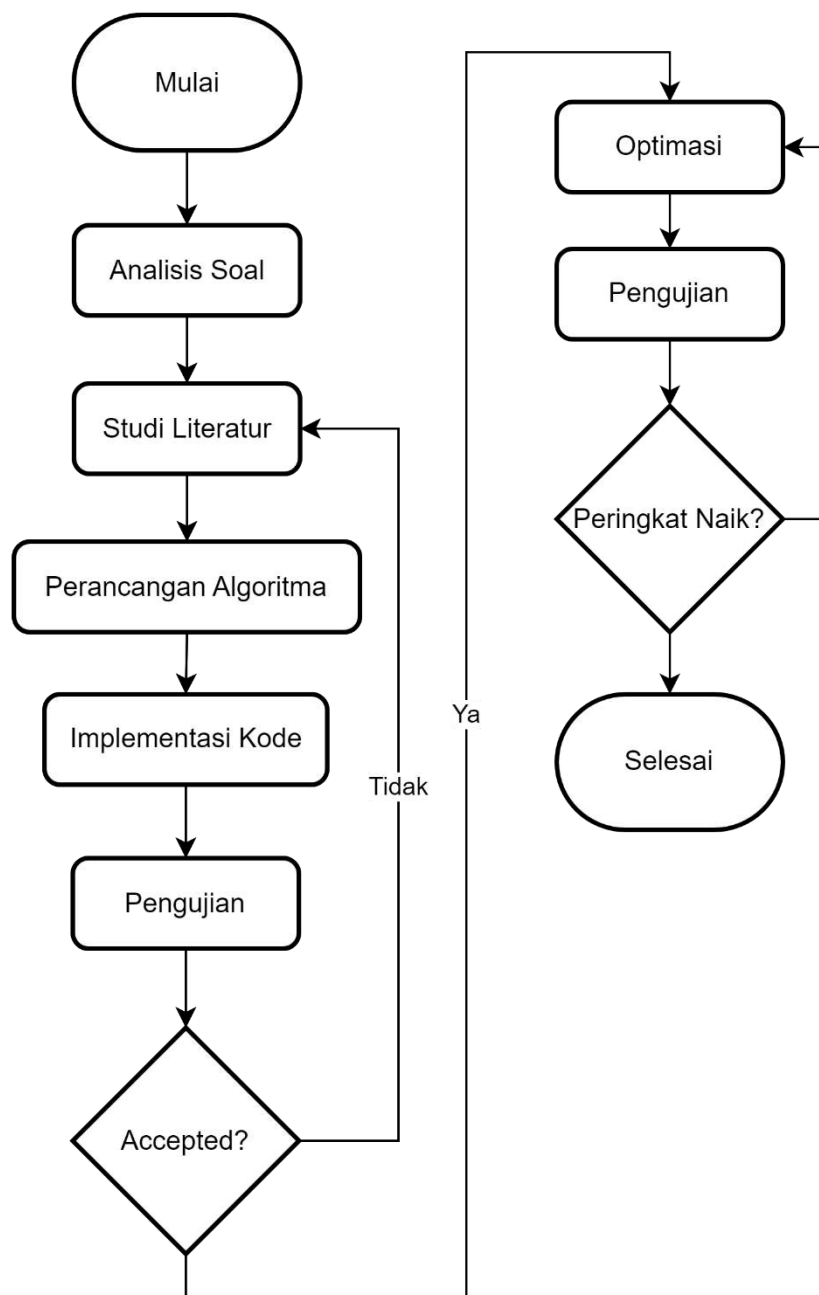 Mulai
Analisis Soal
Studi Literatur
Perancangan Algoritma
Implementasi Kode
Tidak
Pengujian
Accepted?
Ya
Optimasi
Pengujian
Peringkat Naik?
Selesai